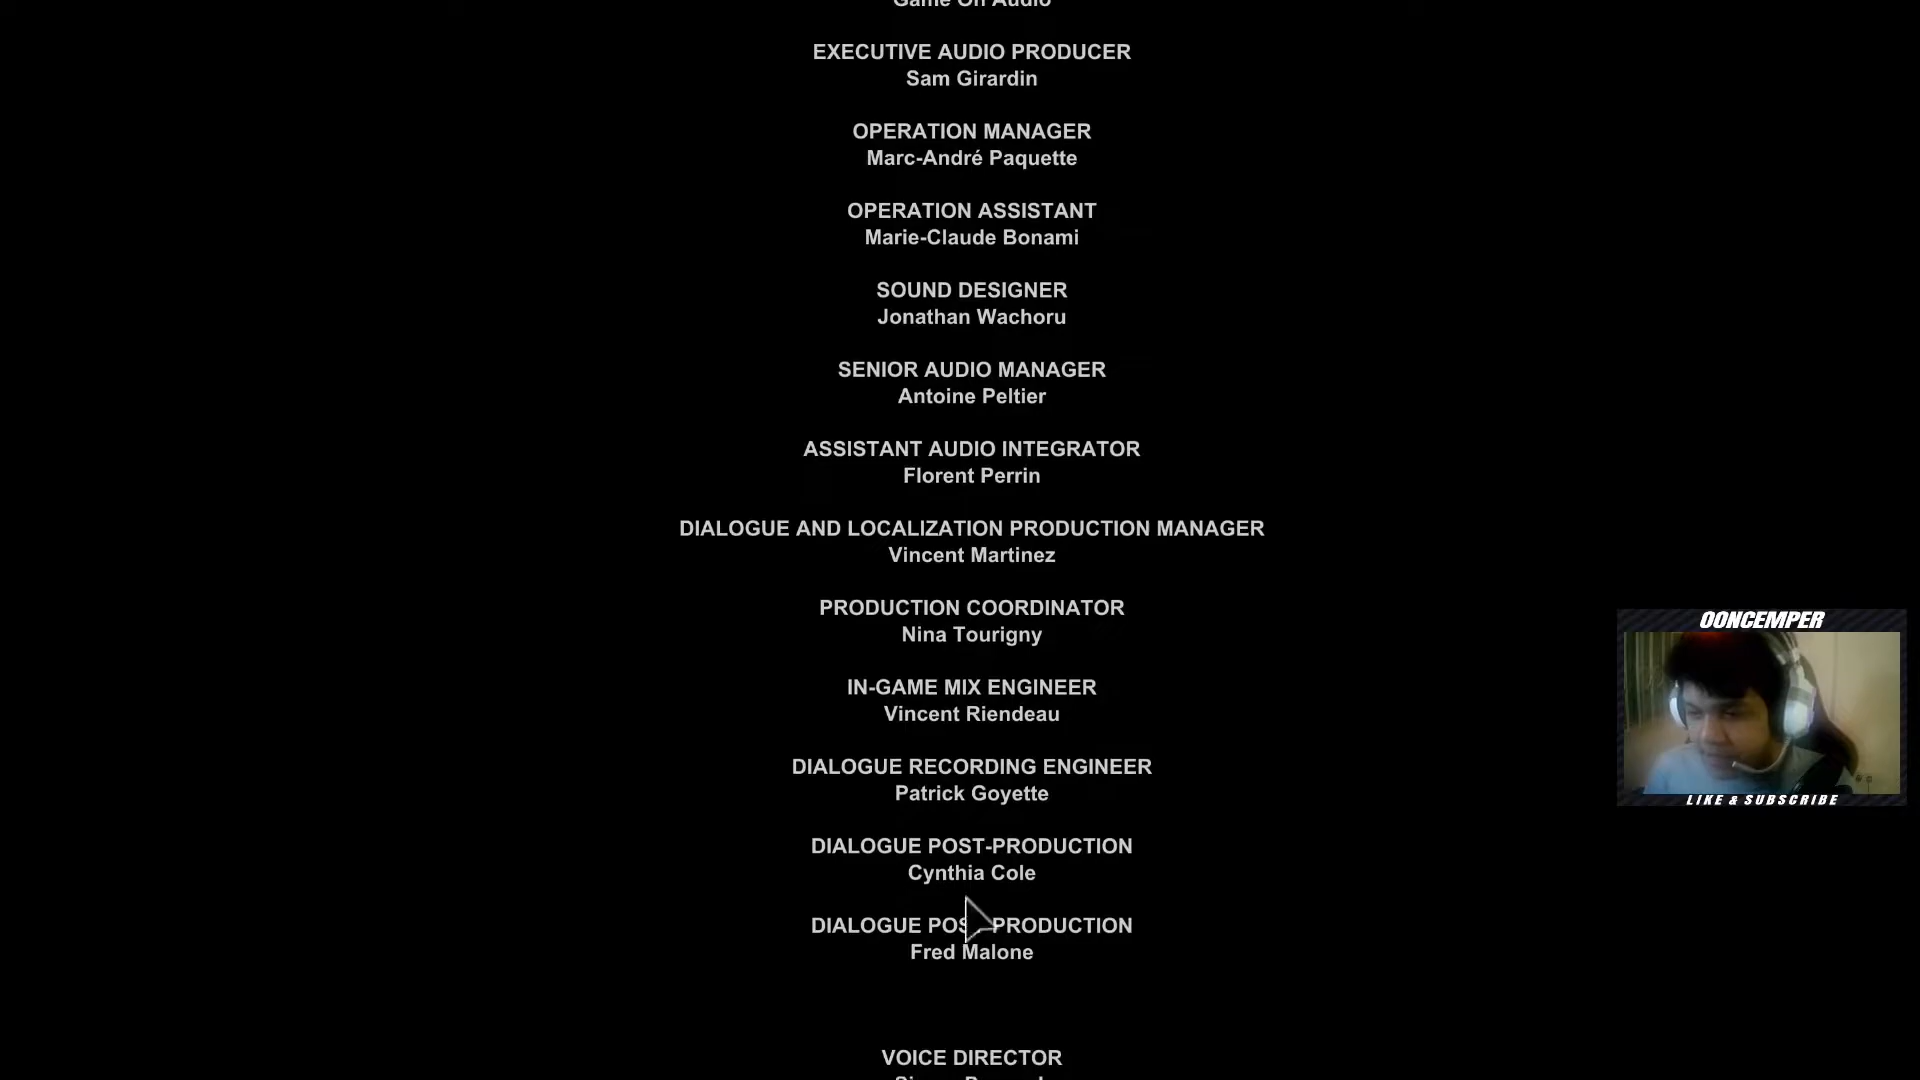 Game On Audio
EXECUTIVE AUDIO PRODUCER
Sam Girardin
OPERATION MANAGER
Marc-André Paquette
OPERATION ASSISTANT
Marie-Claude Bonami
SOUND DESIGNER
Jonathan Wachoru
SENIOR AUDIO MANAGER
Antoine Peltier
ASSISTANT AUDIO INTEGRATOR
Florent Perrin
DIALOGUE AND LOCALIZATION PRODUCTION MANAGER
Vincent Martinez
PRODUCTION COORDINATOR
Nina Tourigny
IN-GAME MIX ENGINEER
Vincent Riendeau
DIALOGUE RECORDING ENGINEER
Patrick Goyette
DIALOGUE POST-PRODUCTION
Cynthia Cole
DIALOGUE POST-PRODUCTION
Fred Malone
VOICE DIRECTOR
OONCEMPER
LIKE & SUBSCRIBE